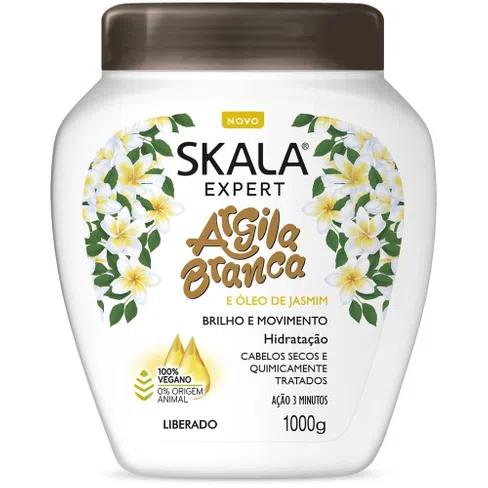 NOVO
SKALA®
EXPERT
Argila
Branca
E ÓLEO DE JASMIM
BRILHO E MOVIMENTO
Hidratação
CABELOS SECOS E
QUIMICAMENTE
TRATADOS
AÇÃO 3 MINUTOS
100%
VEGANO
0% ORIGEM
ANIMAL
LIBERADO
1000g